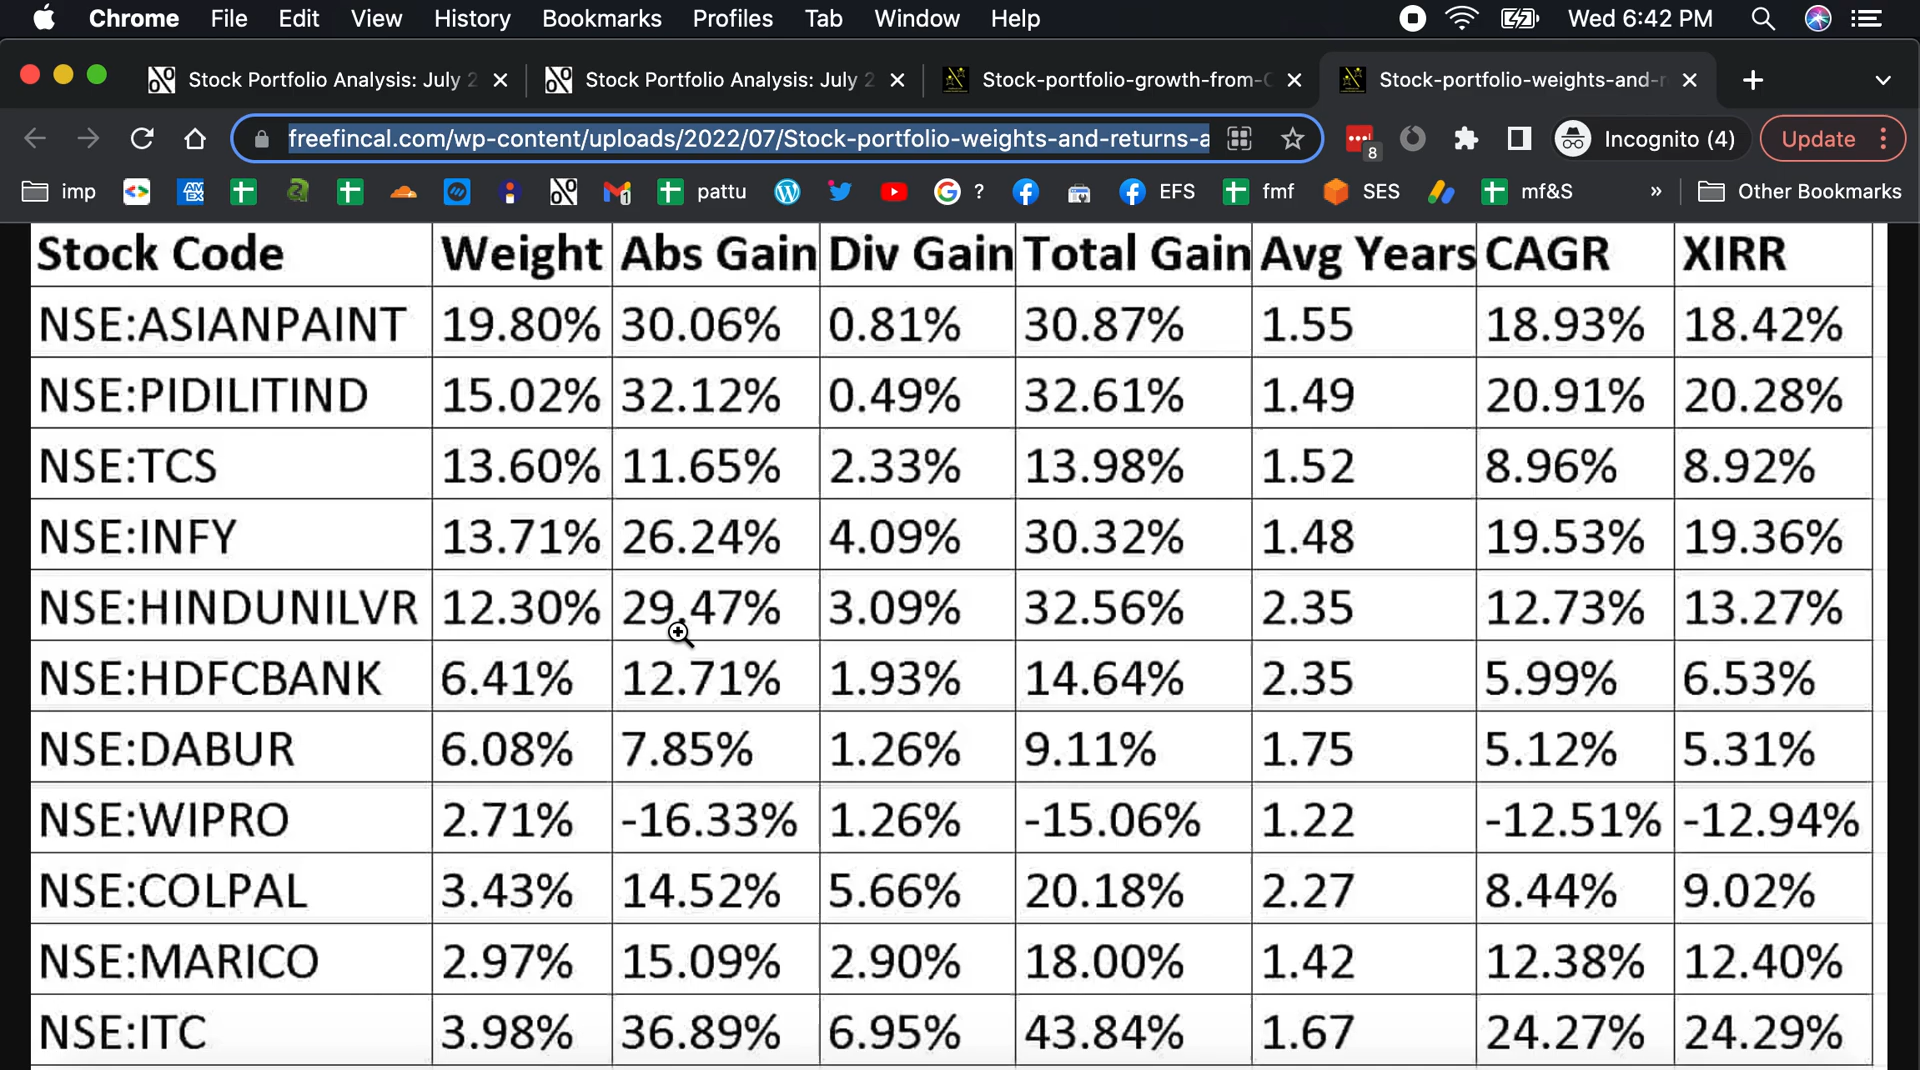 Chrome File Edit View History Bookmarks Profiles Tab Window Help Wed 6:42 PM
Stock Portfolio Analysis: July 2 Stock Portfolio Analysis: July 2 Stock-portfolio-growth-from- Stock-portfolio-weights-and-r
freefincal.com/wp-content/uploads/2022/07/Stock-portfolio-weights-and-returns-a 8 Incognito (4) Update
imp AM EX 1 pattu ? EFS fmf SES mf&S » Other Bookmarks
Stock Code Weight Abs Gain Div Gain Total Gain Avg Years CAGR XIRR
NSE:ASIANPAINT 19.80% 30.06% 0.81% 30.87% 1.55 18.93% 18.42%
NSE:PIDILITIND 15.02% 32.12% 0.49% 32.61% 1.49 20.91% 20.28%
NSE:TCS 13.60% 11.65% 2.33% 13.98% 1.52 8.96% 8.92%
NSE:INFY 13.71% 26.24% 4.09% 30.32% 1.48 19.53% 19.36%
NSE:HINDUNILVR 12.30% 29.47% 3.09% 32.56% 2.35 12.73% 13.27%
NSE:HDFCBANK 6.41% 12.71% 1.93% 14.64% 2.35 5.99% 6.53%
NSE:DABUR 6.08% 7.85% 1.26% 9.11% 1.75 5.12% 5.31%
NSE:WIPRO 2.71% -16.33% 1.26% -15.06% 1.22 -12.51% -12.94%
NSE:COLPAL 3.43% 14.52% 5.66% 20.18% 2.27 8.44% 9.02%
NSE:MARICO 2.97% 15.09% 2.90% 18.00% 1.42 12.38% 12.40%
NSE:ITC 3.98% 36.89% 6.95% 43.84% 1.67 24.27% 24.29%